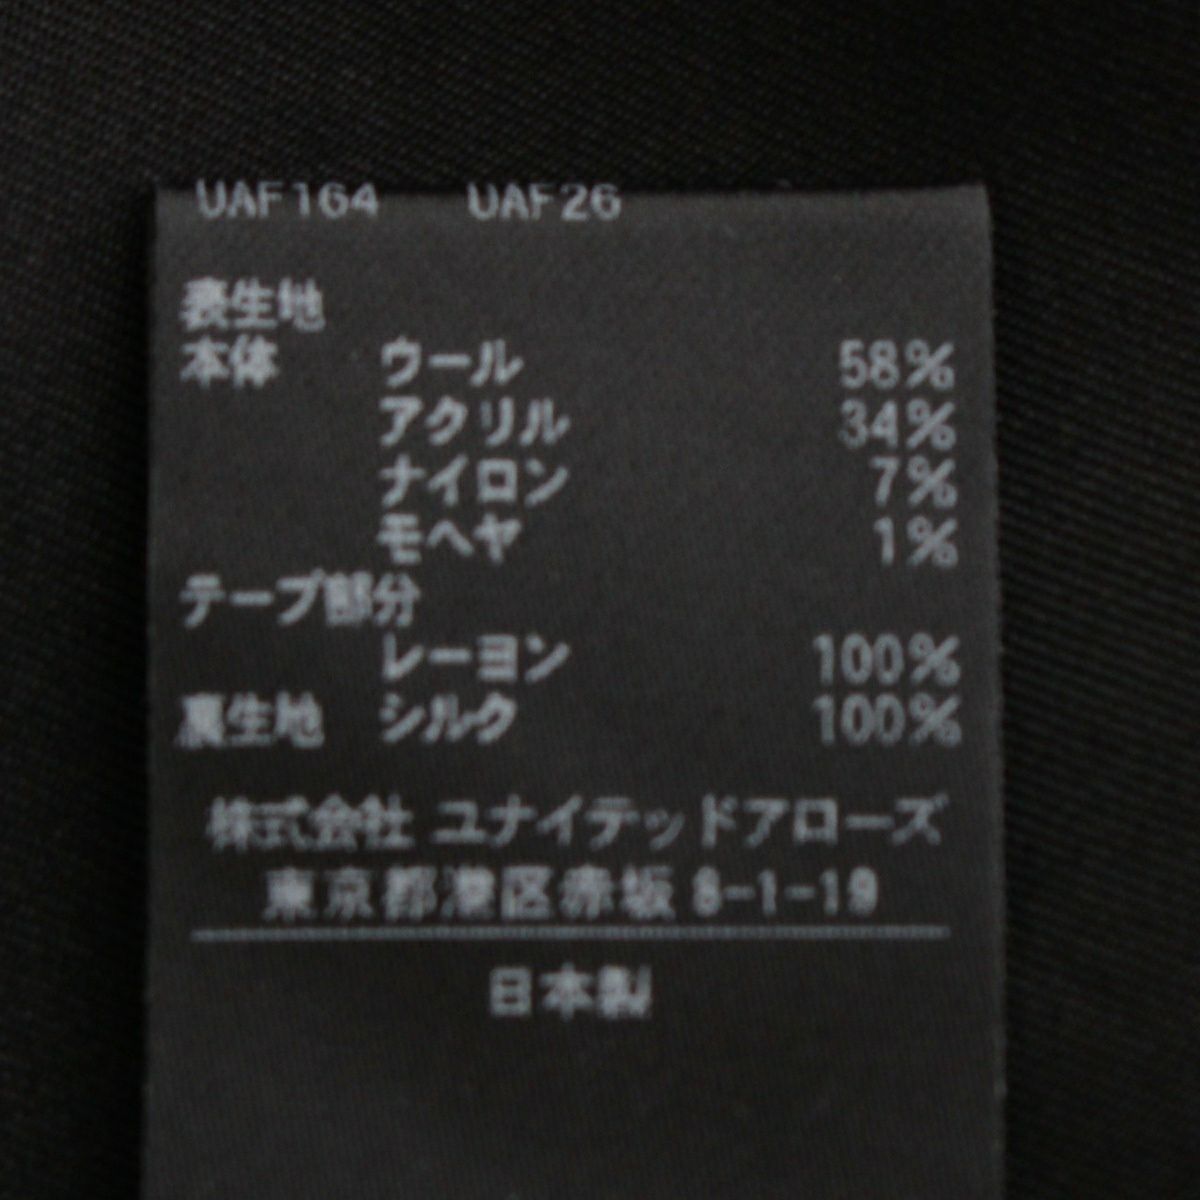 UAF164 UAF26
表生地
本体 ウール 58%
アクリル 34%
ナイロン 7%
モヘヤ 1%
テープ部分
レーヨン 100%
裏生地 シルク 100%
株式会社 ユナイテッドアローズ
東京都港区赤坂 8-1-19
日本製